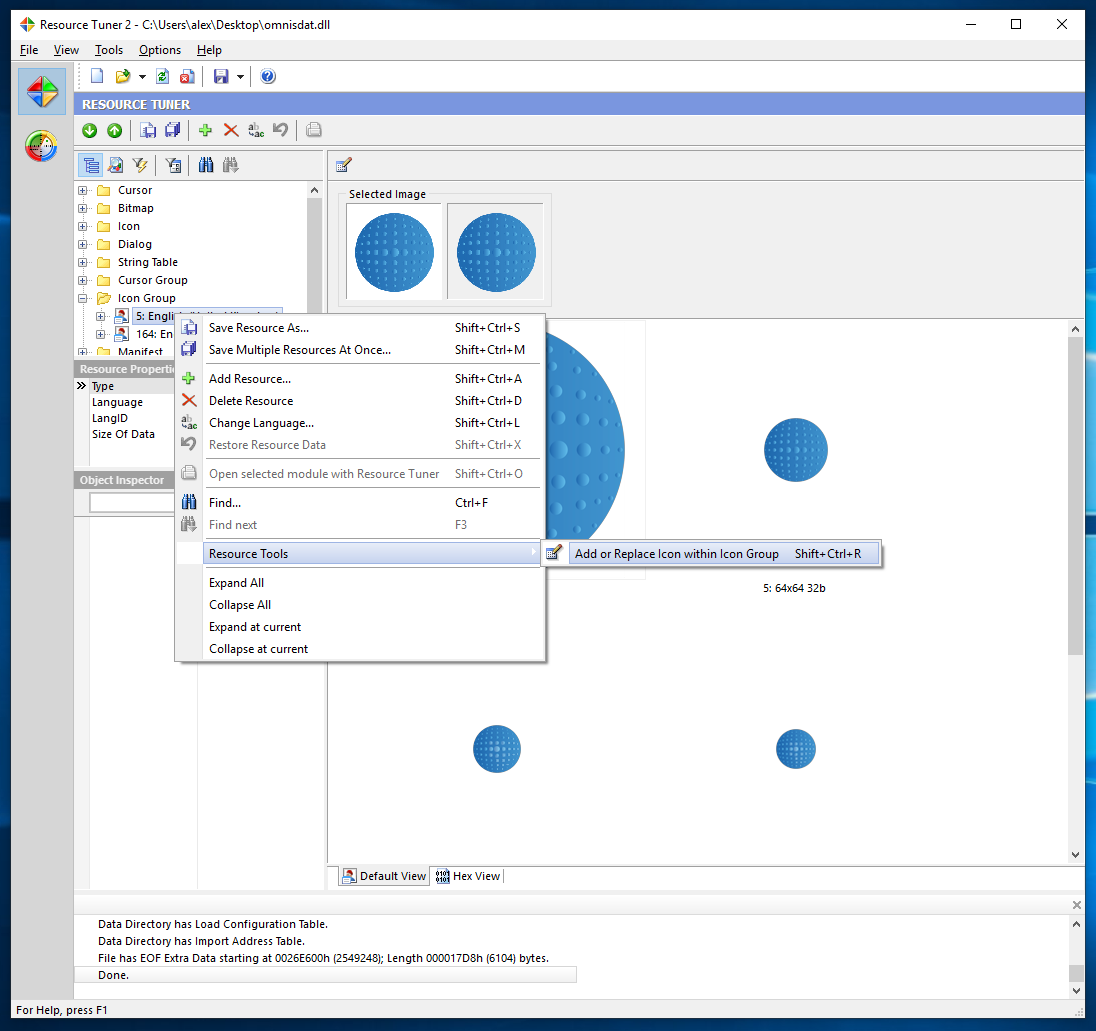 Resource Tuner 2 - C:\Users\alex\Desktop\omnisdat.dll
File View Tools Options Help
RESOURCE TUNER
Cursor
Bitmap
Icon
Dialog
String Table
Cursor Group
Icon Group
5: Engli
164: En
Manifest
Selected Image
Resource Properti
Type
Language
LangID
Size Of Data
Object Inspector
Save Resource As... Shift+Ctrl+S
Save Multiple Resources At Once... Shift+Ctrl+M
Add Resource... Shift+Ctrl+A
Delete Resource Shift+Ctrl+D
Change Language... Shift+Ctrl+L
Restore Resource Data Shift+Ctrl+X
Open selected module with Resource Tuner Shift+Ctrl+O
Find... Ctrl+F
Find next F3
Resource Tools
Add or Replace Icon within Icon Group Shift+Ctrl+R
Expand All
Collapse All
Expand at current
Collapse at current
5: 64x64 32b
Default View Hex View
Data Directory has Load Configuration Table.
Data Directory has Import Address Table.
File has EOF Extra Data starting at 0026E600h (2549248); Length 000017D8h (6104) bytes.
Done.
For Help, press F1